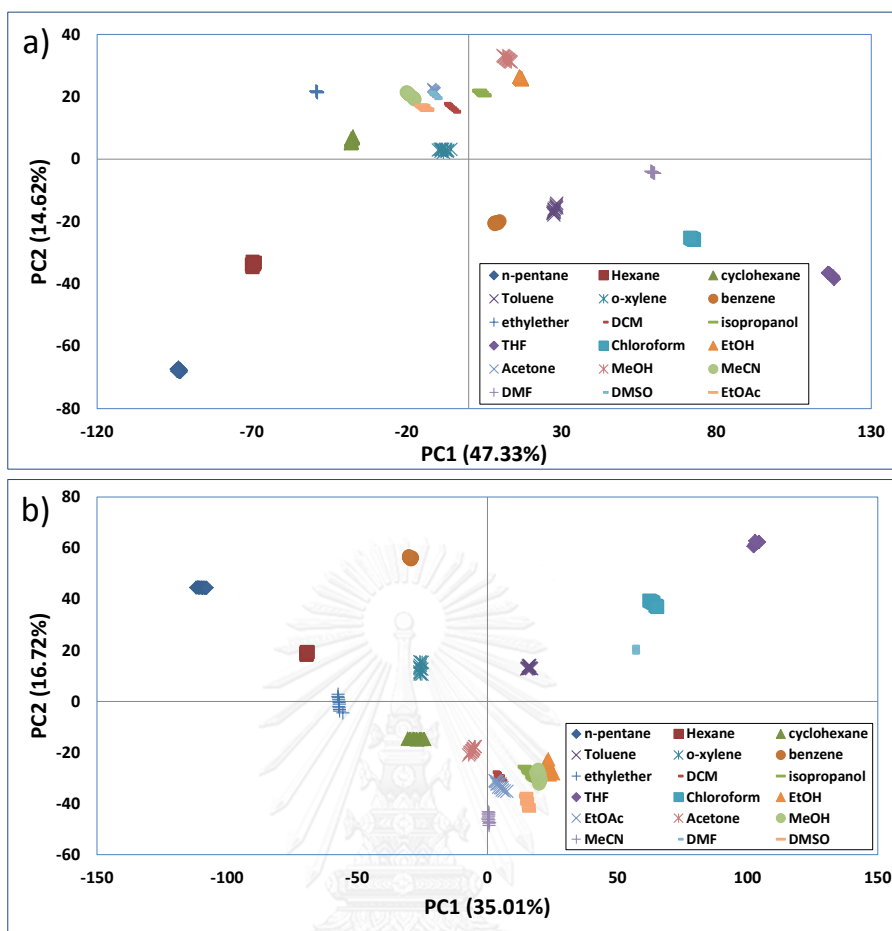 a)
40
20
0
-20
-40
-60
-80
PC2 (14.62%)
n-pentane Hexane cyclohexane
Toluene o-xylene benzene
ethylether DCM isopropanol
THF Chloroform EtOH
Acetone MeOH MeCN
DMF DMSO EtOAc
-120 -70 -20 30 80 130
PC1 (47.33%)
b)
80
60
40
20
0
-20
-40
-60
PC2 (16.72%)
n-pentane Hexane cyclohexane
Toluene o-xylene benzene
ethylether DCM isopropanol
THF Chloroform EtOH
EtOAc Acetone MeOH
MeCN DMF DMSO
-150 -100 -50 0 50 100 150
PC1 (35.01%)